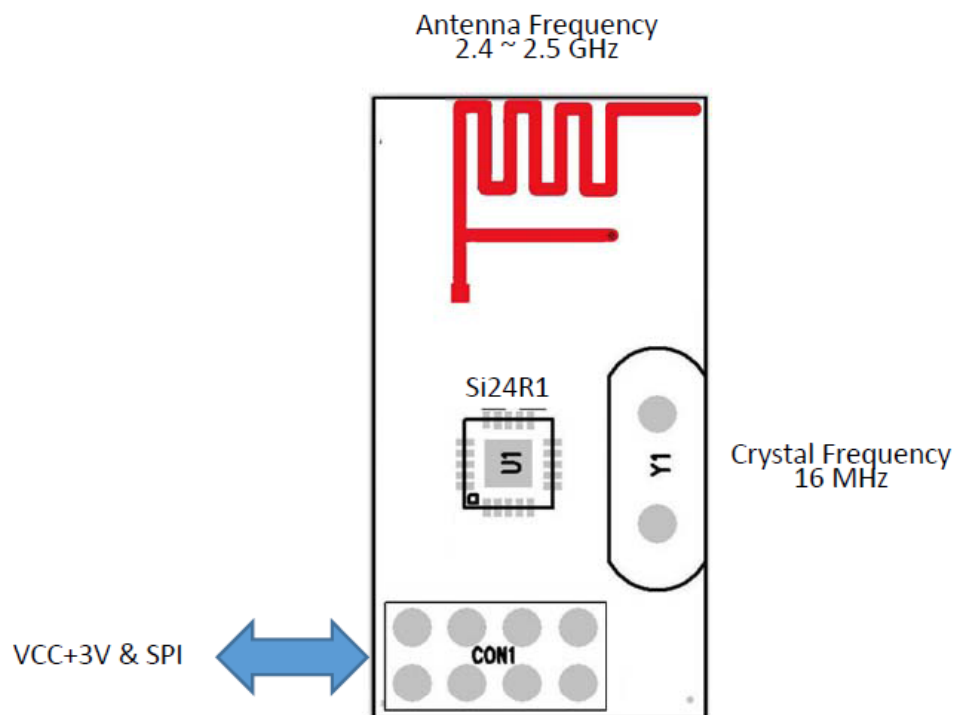 Antenna Frequency
2.4 ~ 2.5 GHz
Si24R1
U1
Y1
Crystal Frequency
16 MHz
VCC+3V & SPI
CON1